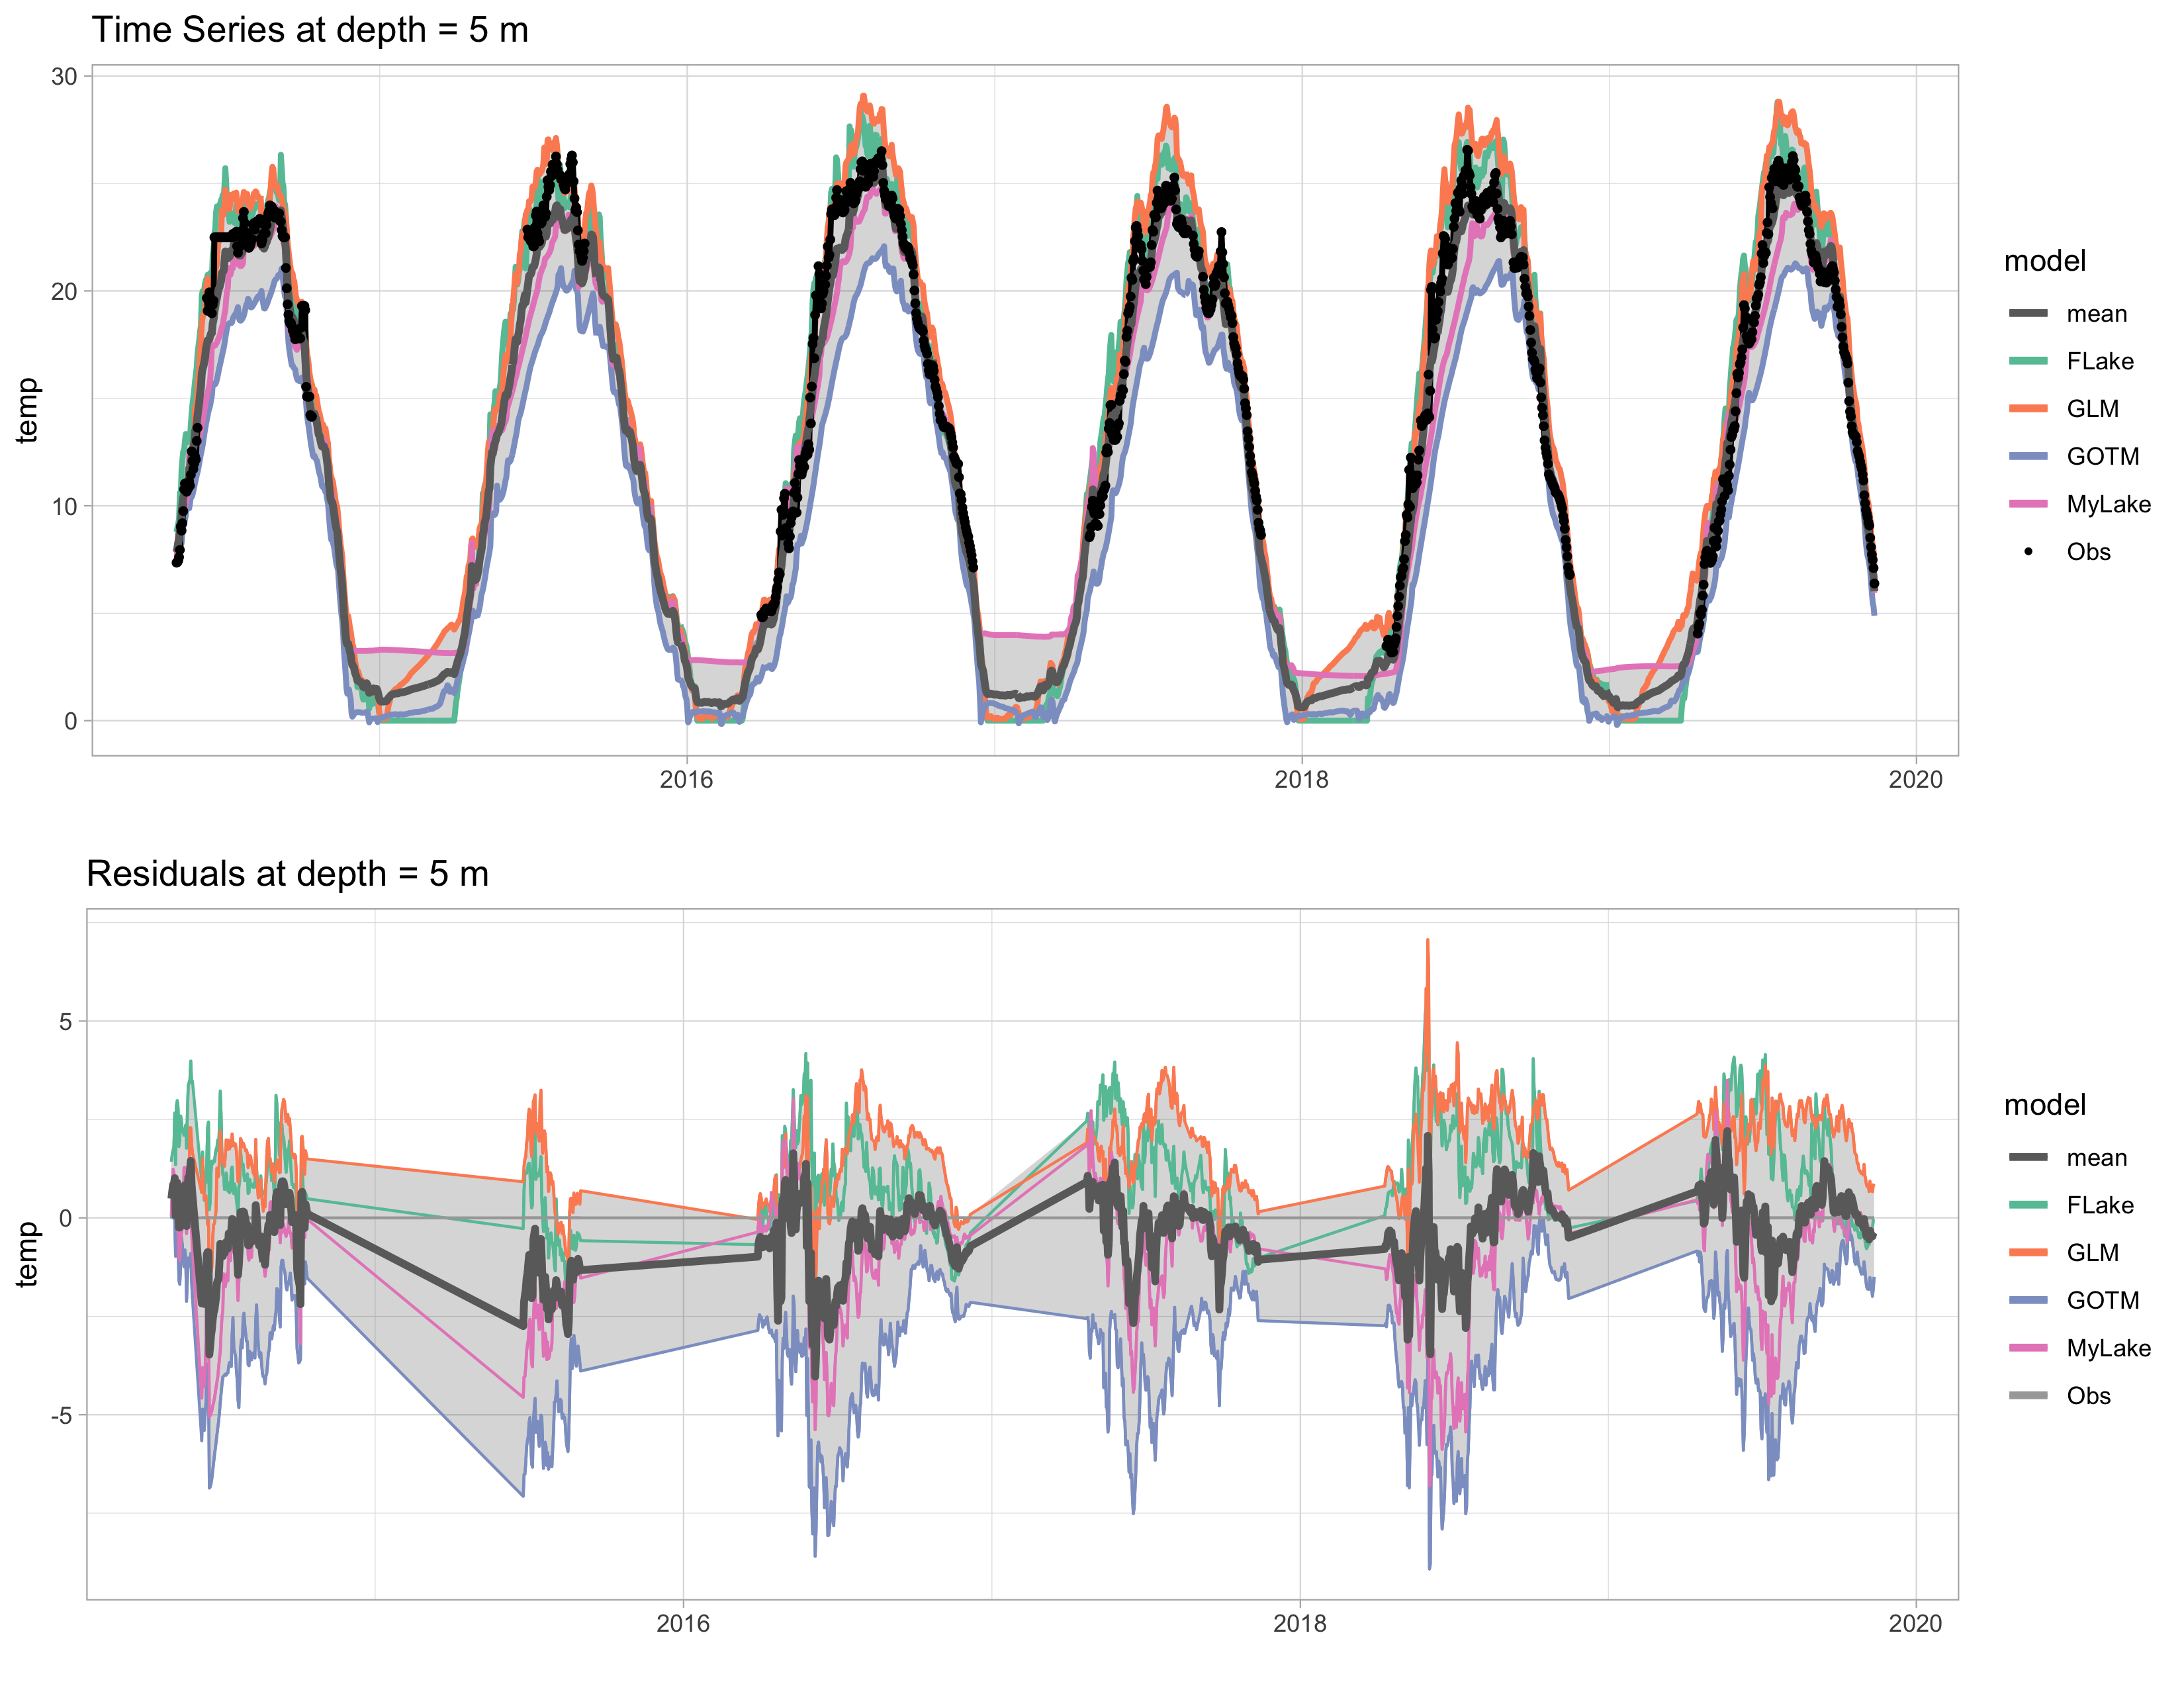 Time Series at depth = 5 m
30
20
10
0
temp
2016
2018
2020
model
mean
FLake
GLM
GOTM
MyLake
Obs
Residuals at depth = 5 m
5
0
-5
temp
2016
2018
2020
model
mean
FLake
GLM
GOTM
MyLake
Obs